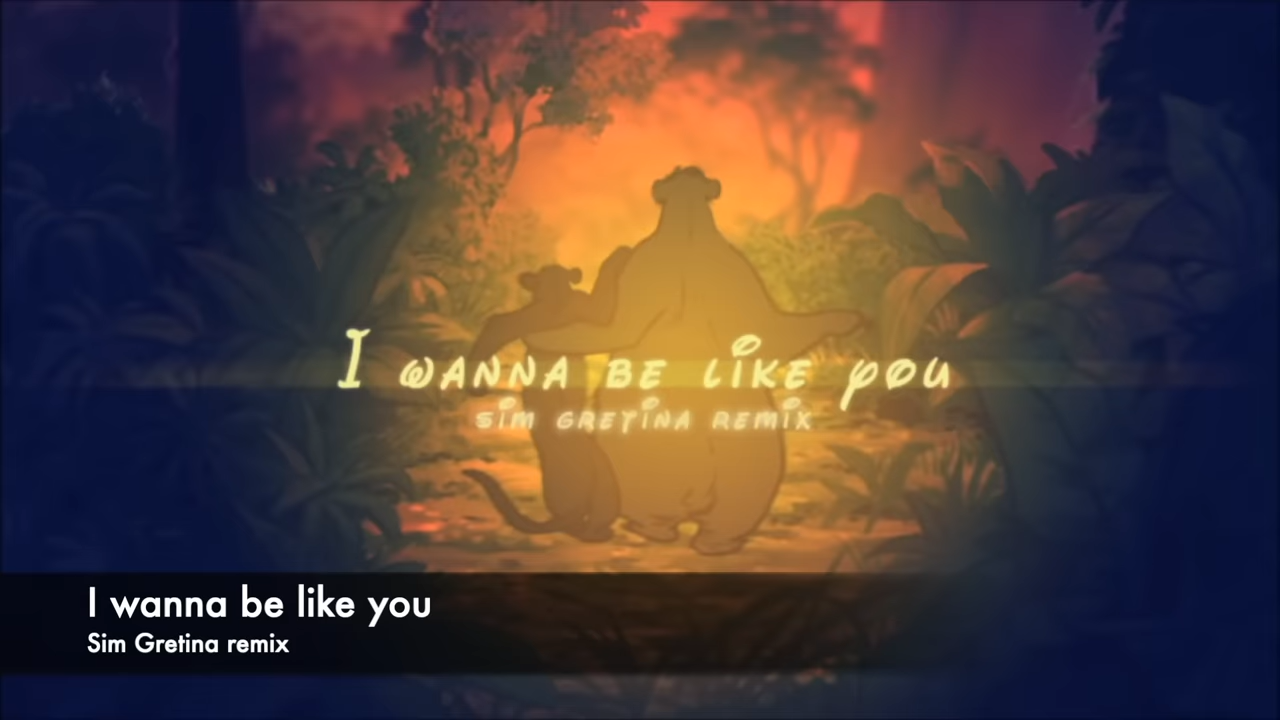 I WANNA BE LIKE YOU
SIM GRETINA REMIX
I wanna be like you
Sim Gretina remix